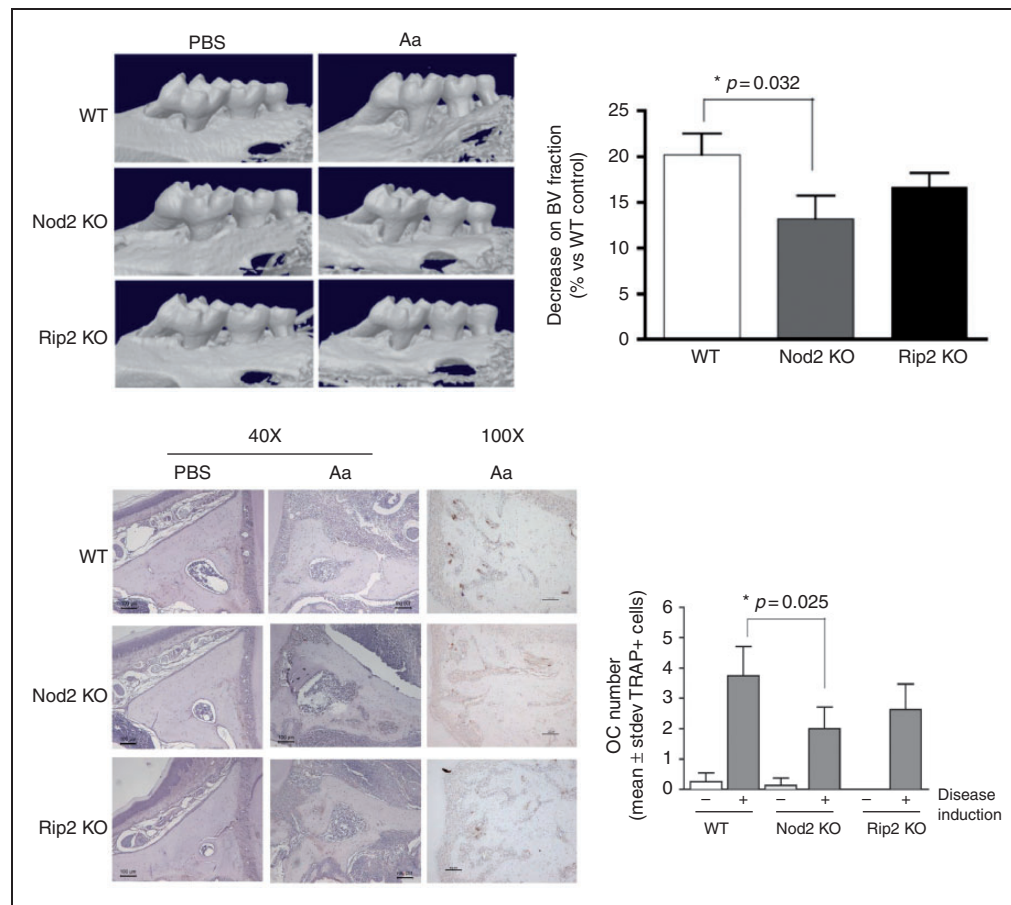 PBS
Aa
WT
Nod2 KO
Rip2 KO
* p = 0.032
Decrease on BV fraction
(% vs WT control)
25
20
15
10
5
0
WT
Nod2 KO
Rip2 KO
40X
100X
PBS
Aa
Aa
WT
Nod2 KO
Rip2 KO
* p = 0.025
OC number
(mean ± stdev TRAP+ cells)
6
5
4
3
2
1
0
– + – + – +
Disease
induction
WT
Nod2 KO
Rip2 KO